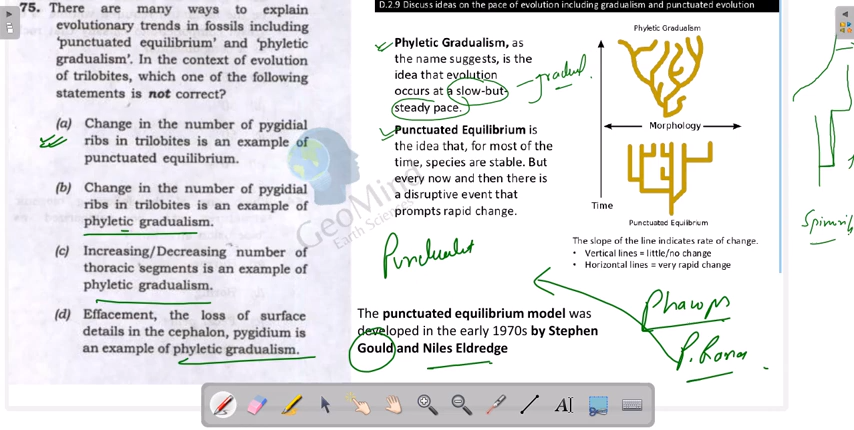 75. There are many ways to explain
evolutionary trends in fossils including
'punctuated equilibrium' and 'phyletic
gradualism'. In the context of evolution
of trilobites, which one of the following
statements is not correct?
(a) Change in the number of pygidial
ribs in trilobites is an example of
punctuated equilibrium.
(b) Change in the number of pygidial
ribs in trilobites is an example of
phyletic gradualism.
(c) Increasing/Decreasing number of
thoracic segments is an example of
phyletic gradualism.
(d) Effacement, the loss of surface
details in the cephalon, pygidium is
an example of phyletic gradualism.
D.2.9 Discuss ideas on the pace of evolution including gradualism and punctuated evolution
Phyletic Gradualism, as
the name suggests, is the
idea that evolution
occurs at a slow-but-
steady pace.
gradual.
Punctuated Equilibrium is
the idea that, for most of the
time, species are stable. But
every now and then there is
a disruptive event that
prompts rapid change.
Phyletic Gradualism
Morphology
Time
Punctuated Equilibrium
The slope of the line indicates rate of change.
• Vertical lines = little/no change
• Horizontal lines = very rapid change
The punctuated equilibrium model was
developed in the early 1970s by Stephen
Gould and Niles Eldredge
Phacops
P. Rana
GeoMind
Earth Science
AI